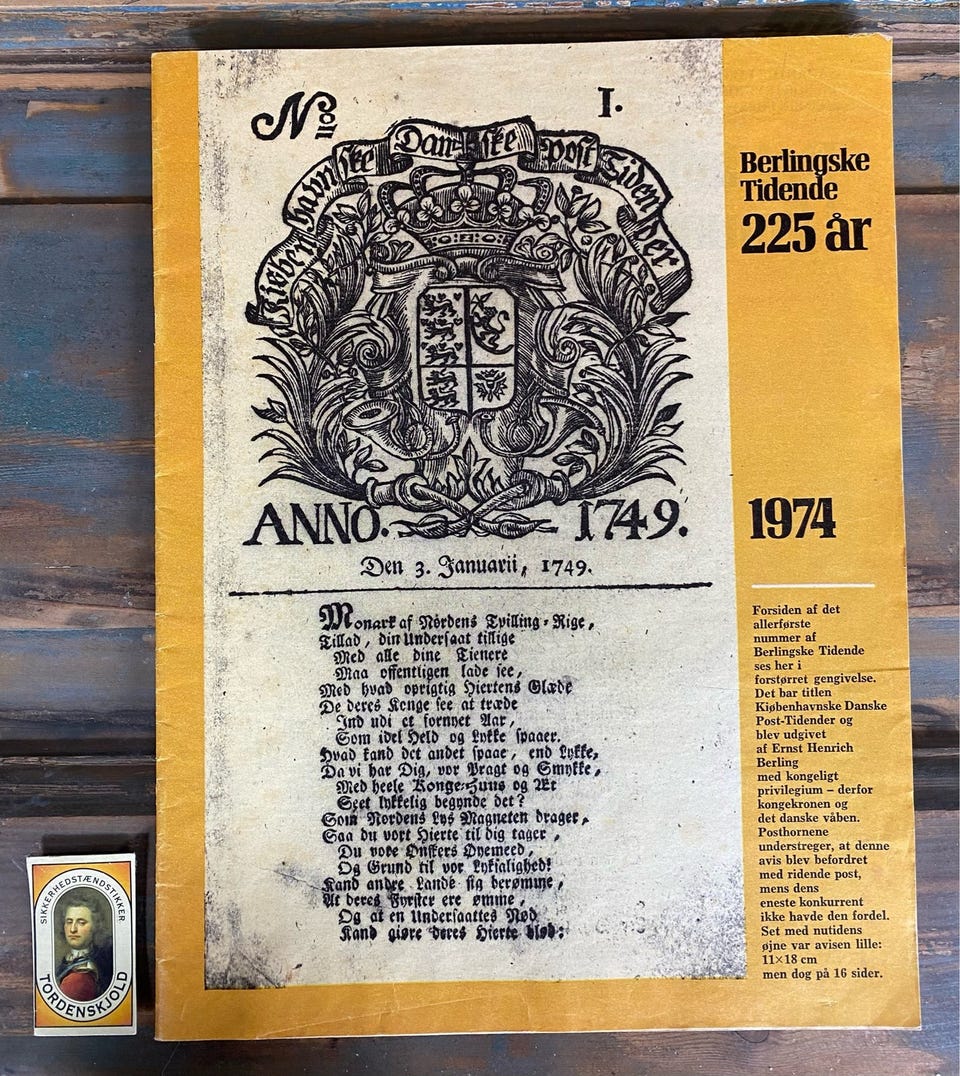 No. I.
Kiøbenhavnske Danske Post Tidender
ANNO. 1749.
Den 3. Januarii, 1749.
Monark af Nórdens Tvilling-Rige,
Tillad, din Undersaat tillige
Med alle dine Tienere
Maa offentligen lade see,
Med hvad oprigtig Hiertens Glæde
De deres Konge see at træde
Ind udi et fornyet Aar,
Som idel Held og Lykke spaaer.
Hvad kand det andet spaae, end Lykke,
Da vi har Dig, vor Pragt og Smykke,
Med heele Konge-Huus og Æt
Seet lykkelig begynde det?
Som Nordens Lys Magneten drager,
Saa du vort Hierte til dig tager,
Du vore Ønskers Øyemeed,
Og Grund til vor Lyksalighed!
Kand andre Lande sig berømme,
At deres Fyrster ere ømme,
Og at en Undersaattes Nød
Kand giøre deres Hierte blød:
Berlingske
Tidende
225 år
1974
Forsiden af det
allerførste
nummer af
Berlingske Tidende
ses her i
forstørret gengivelse.
Det bar titlen
Kiøbenhavnske Danske
Post-Tidender og
blev udgivet
af Ernst Henrich
Berling
med kongeligt
privilegium – derfor
kongekronen og
det danske våben.
Posthornene
understreger, at denne
avis blev befordret
med ridende post,
mens dens
eneste konkurrent
ikke havde den fordel.
Set med nutidens
øjne var avisen lille:
11×18 cm
men dog på 16 sider.
SIKKERHEDSTÆNDSTIKKER
TORDENSKJOLD